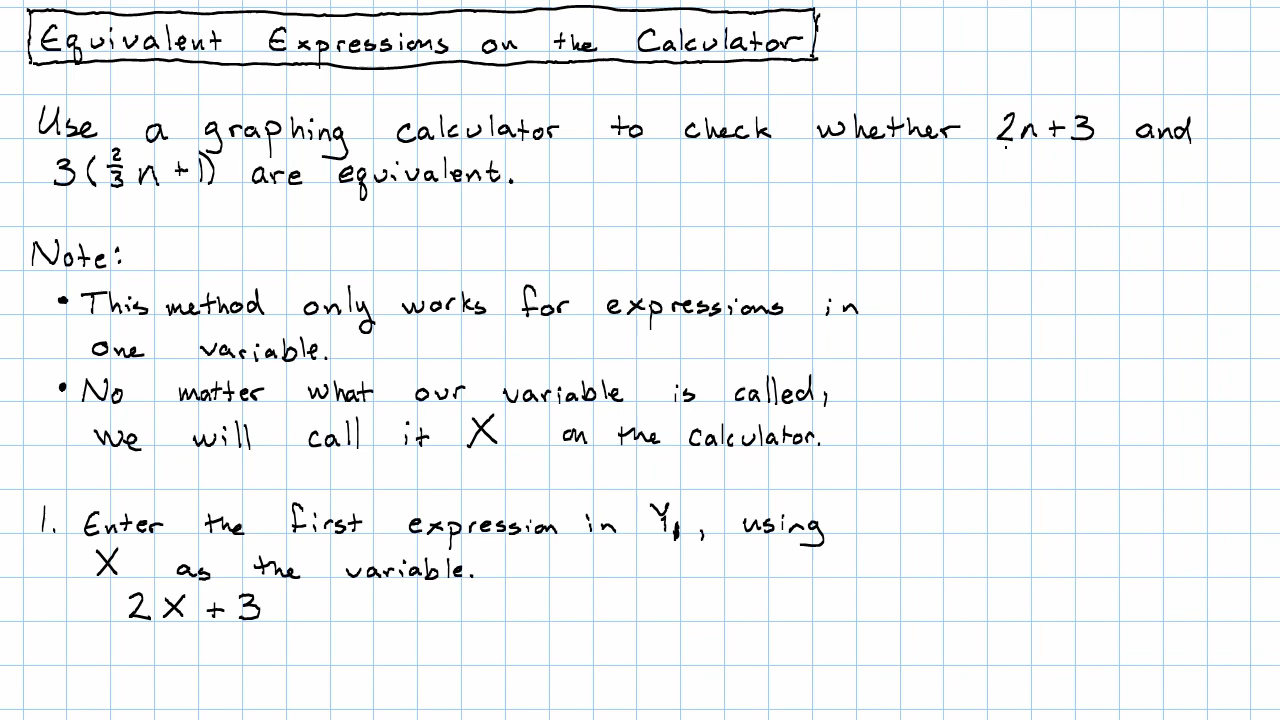 Equivalent Expressions on the Calculator
Use a graphing calculator to check whether 2n+3 and
3(2/3 n + 1) are equivalent.
Note:
• This method only works for expressions in
one variable.
• No matter what our variable is called,
we will call it X on the calculator.
1. Enter the first expression in Y₁, using
X as the variable.
2X + 3